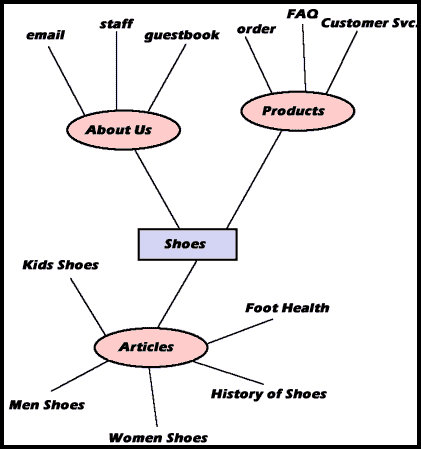 email
staff
guestbook
About Us
order
FAQ
Customer Svc.
Products
Shoes
Kids Shoes
Foot Health
Articles
Men Shoes
History of Shoes
Women Shoes